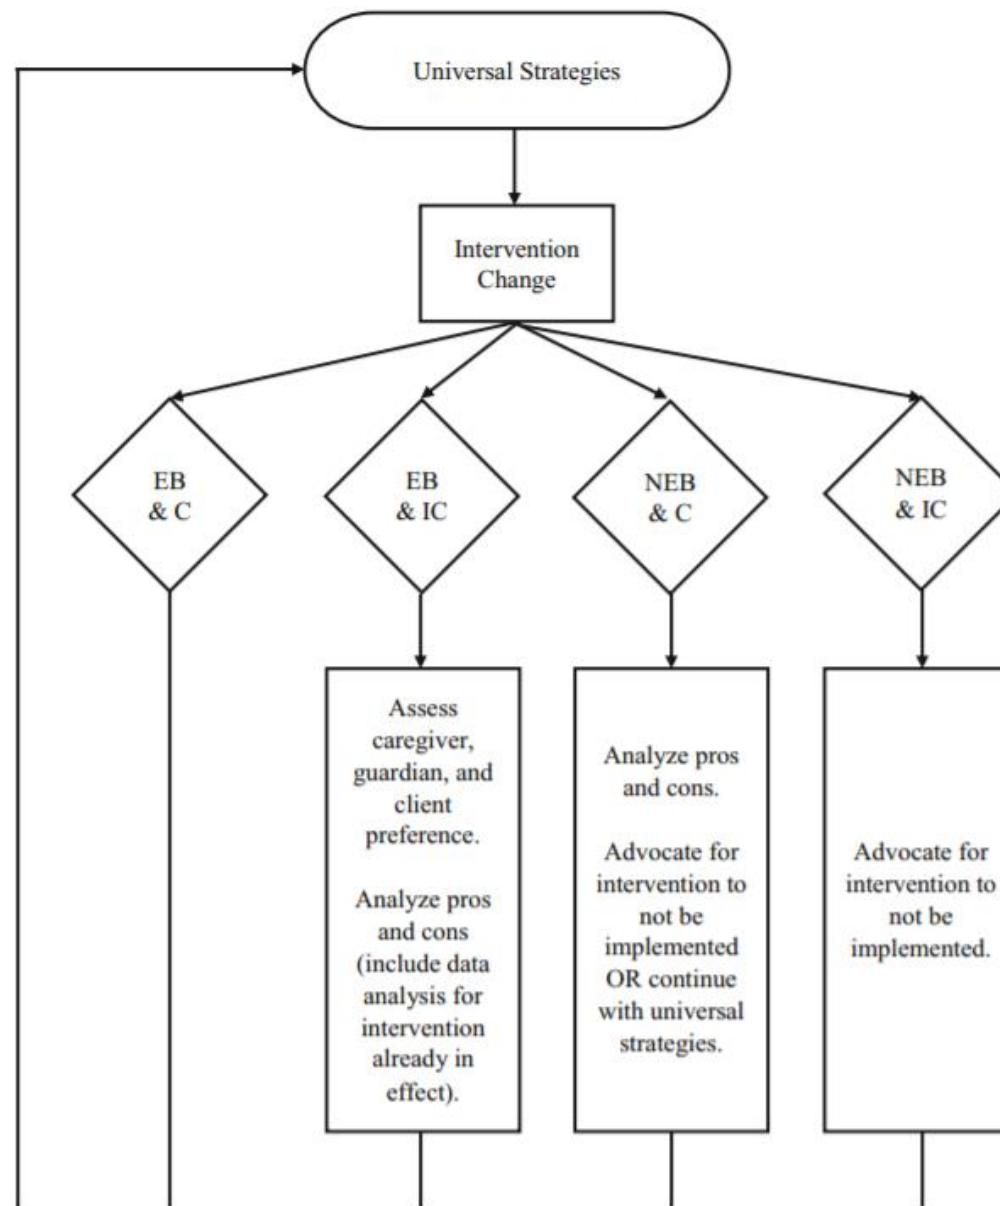 Universal Strategies
Intervention
Change
EB
& C
EB
& IC
NEB
& C
NEB
& IC
Assess
caregiver,
guardian, and
client
preference.
Analyze pros
and cons
(include data
analysis for
intervention
already in
effect).
Analyze pros
and cons.
Advocate for
intervention to
not be
implemented
OR continue
with universal
strategies.
Advocate for
intervention to
not be
implemented.